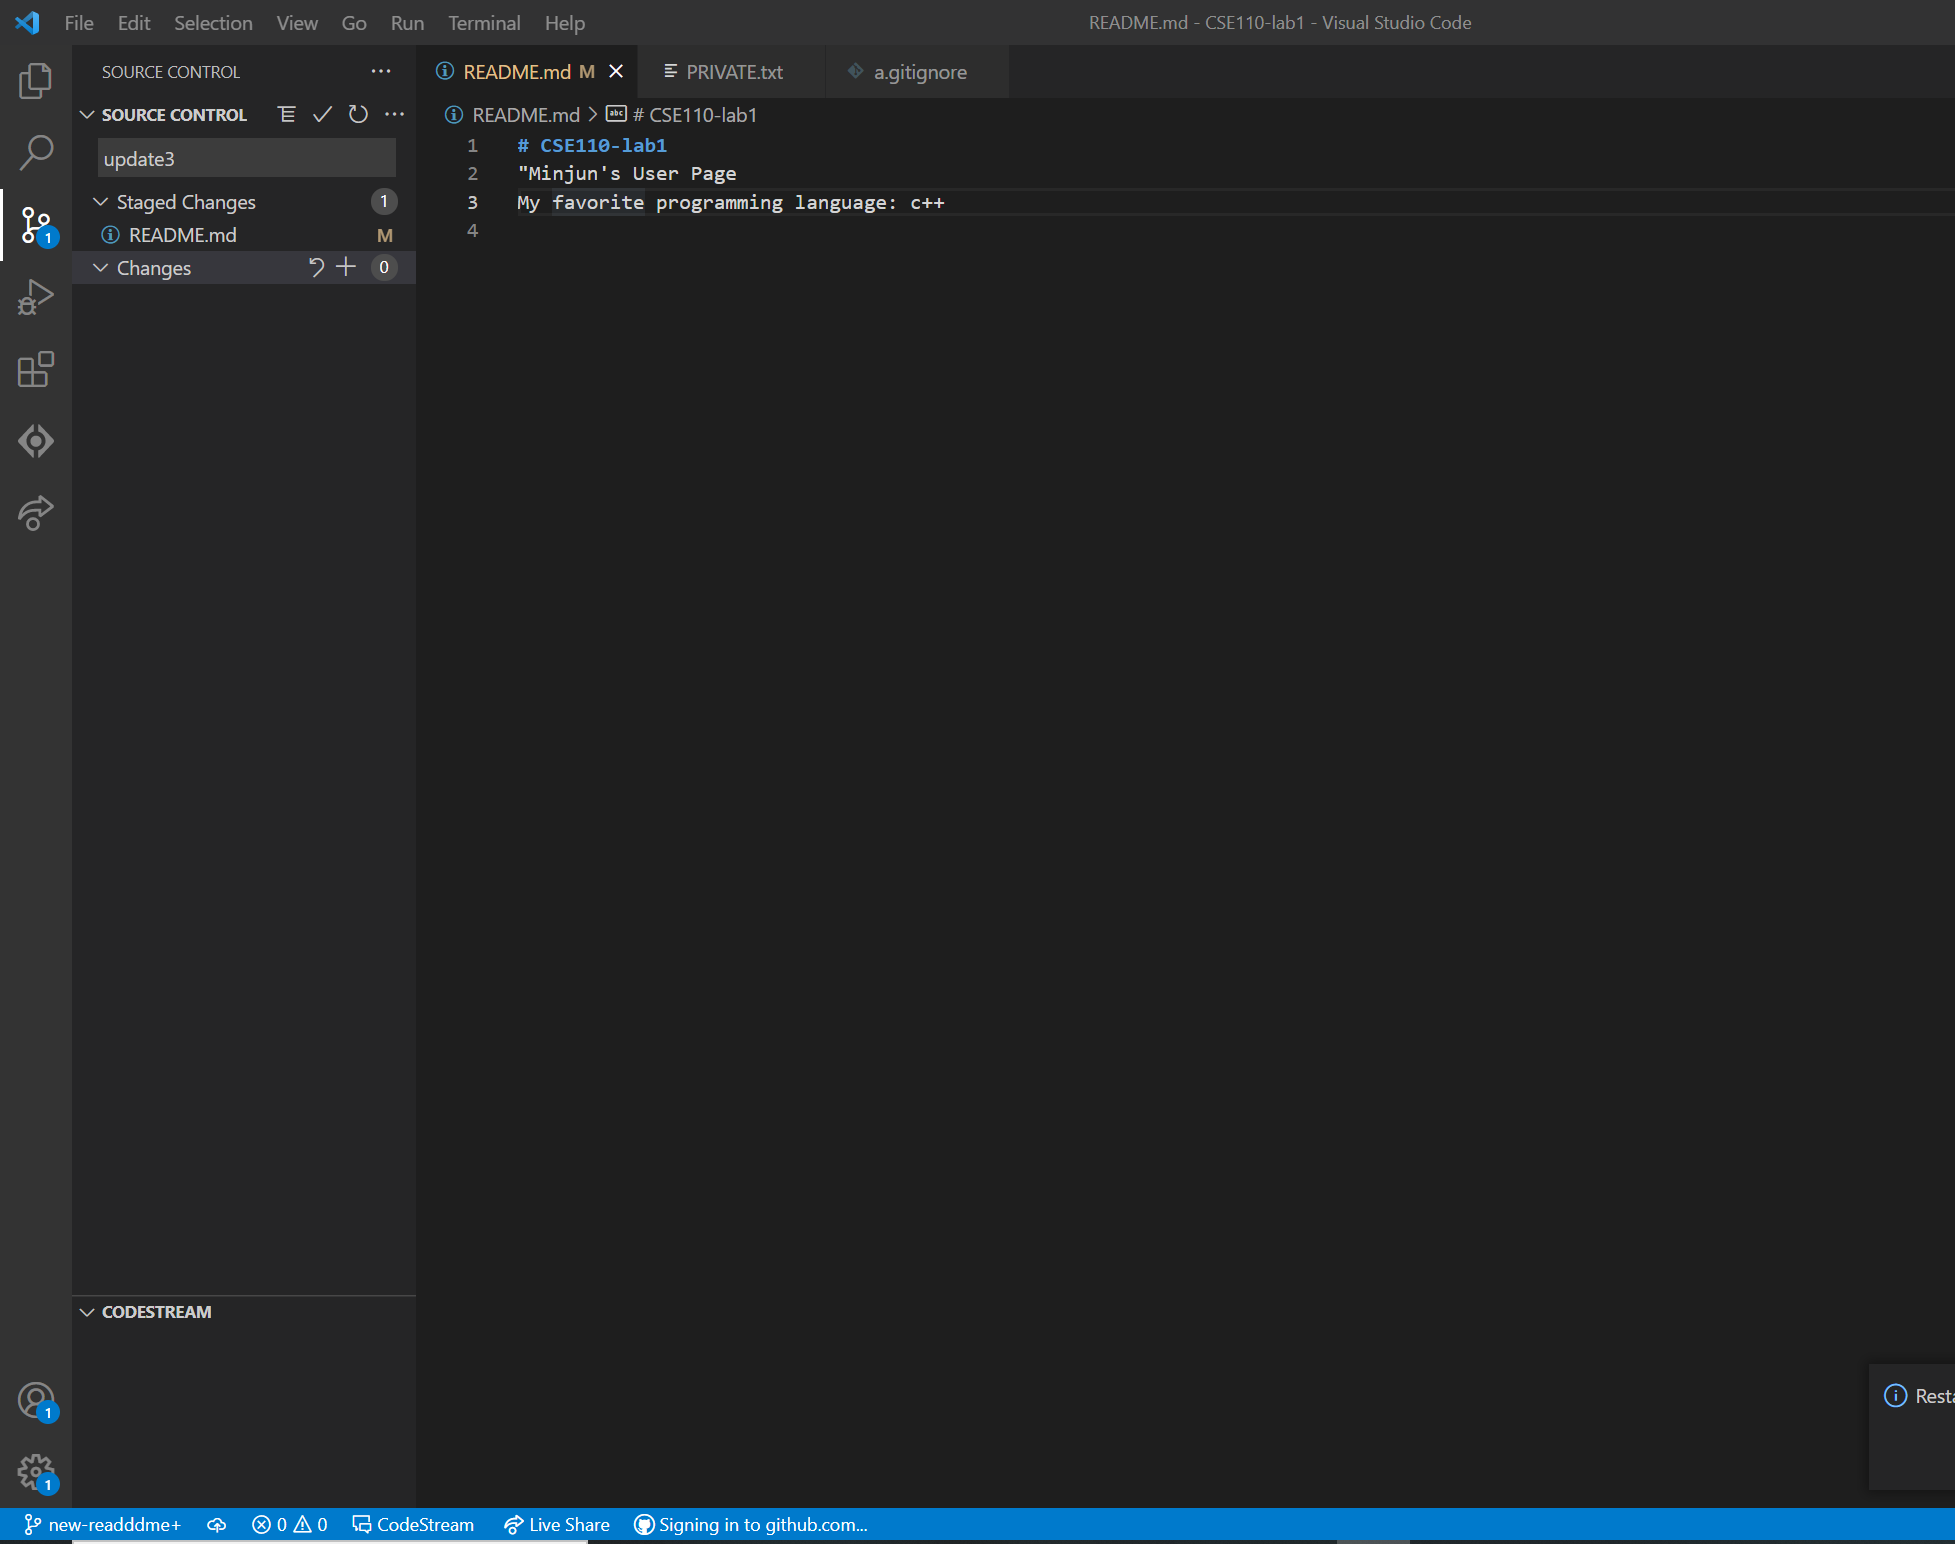 File Edit Selection View Go Run Terminal Help README.md - CSE110-lab1 - Visual Studio Code
SOURCE CONTROL
README.md M
PRIVATE.txt
a.gitignore
SOURCE CONTROL
README.md > # CSE110-lab1
update3
Staged Changes 1
README.md M
Changes 0
1 # CSE110-lab1
2 "Minjun's User Page
3 My favorite programming language: c++
4
1
CODESTREAM
1
1
Resta
new-readddme+ 0 0 CodeStream Live Share Signing in to github.com...